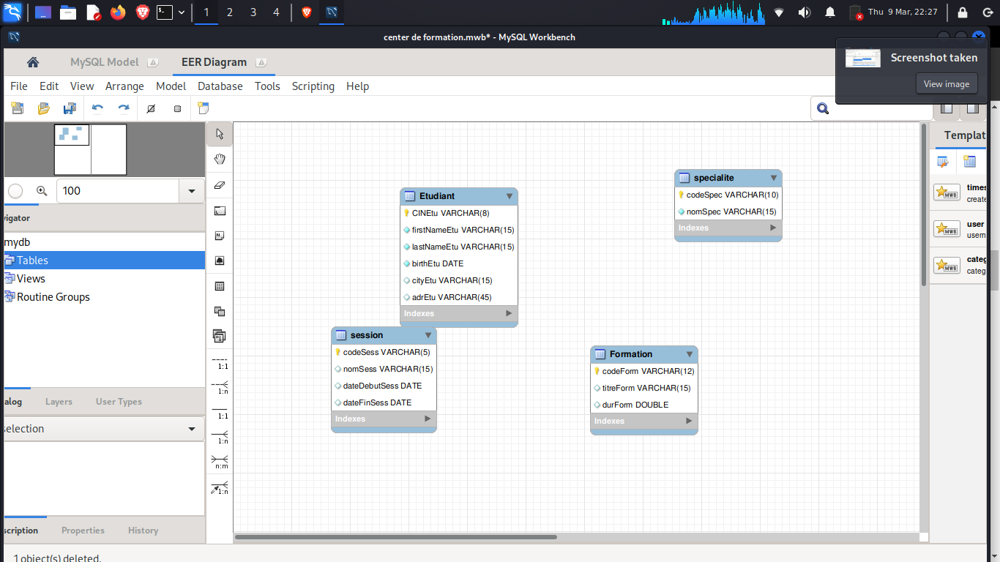 1 2 3 4
Thu 9 Mar, 22:27
center de formation.mwb* - MySQL Workbench
Screenshot taken
View image
MySQL Model
EER Diagram
File Edit View Arrange Model Database Tools Scripting Help
100
vigator
mydb
Tables
Views
Routine Groups
alog Layers User Types
selection
scription Properties History
1 object(s) deleted.
1:1
1:n
1:1
1:n
n:m
1:n
Etudiant
CINEtu VARCHAR(8)
firstNameEtu VARCHAR(15)
lastNameEtu VARCHAR(15)
birthEtu DATE
cityEtu VARCHAR(15)
adrEtu VARCHAR(45)
Indexes
specialite
codeSpec VARCHAR(10)
nomSpec VARCHAR(15)
Indexes
session
codeSess VARCHAR(5)
nomSess VARCHAR(15)
dateDebutSess DATE
dateFinSess DATE
Indexes
Formation
codeForm VARCHAR(12)
titreForm VARCHAR(15)
durForm DOUBLE
Indexes
Templat
MWB
times
create
MWB
user
usern
MWB
categ
categ